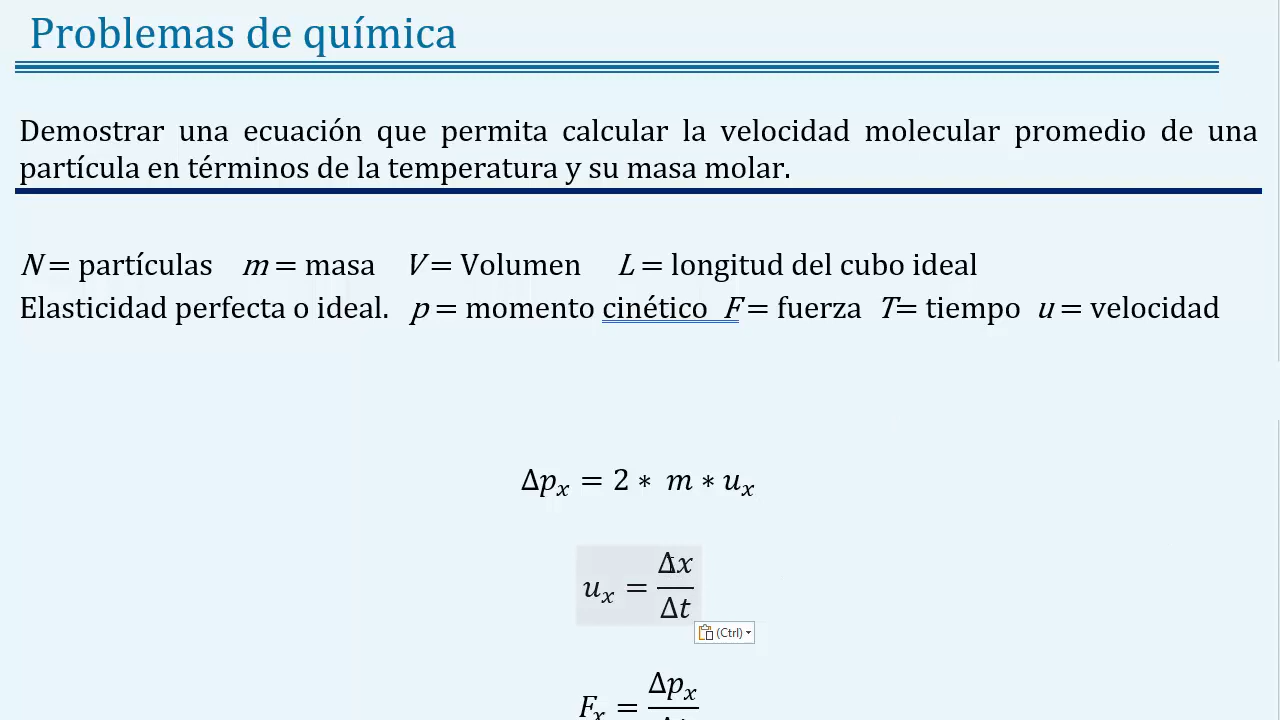 Problemas de química
Demostrar una ecuación que permita calcular la velocidad molecular promedio de una
partícula en términos de la temperatura y su masa molar.
N = partículas m = masa V = Volumen L = longitud del cubo ideal
Elasticidad perfecta o ideal. p = momento cinético F = fuerza T= tiempo u = velocidad
Δpₓ = 2 * m * uₓ
uₓ = Δx/Δt
(Ctrl)
Fₓ = Δpₓ